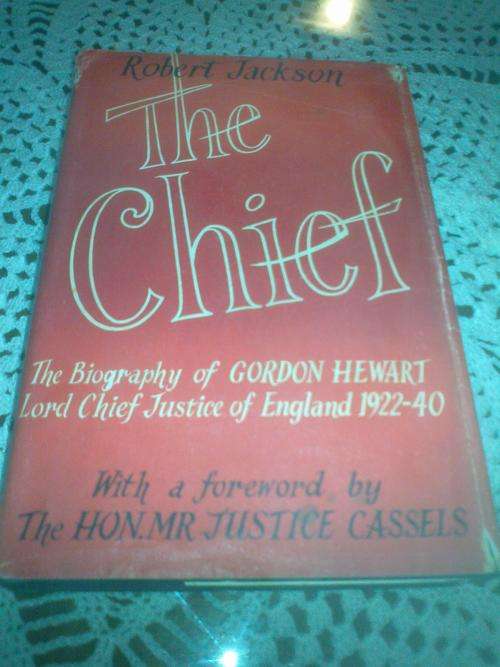 Robert Jackson
The
Chief
The Biography of GORDON HEWART
Lord Chief Justice of England 1922-40
With a foreword by
The HON. MR JUSTICE CASSELS